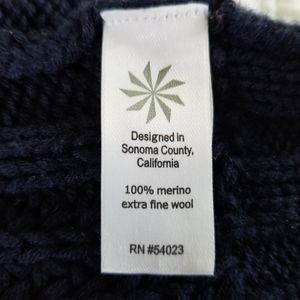 Designed in
Sonoma County,
California
100% merino
extra fine wool
RN #54023